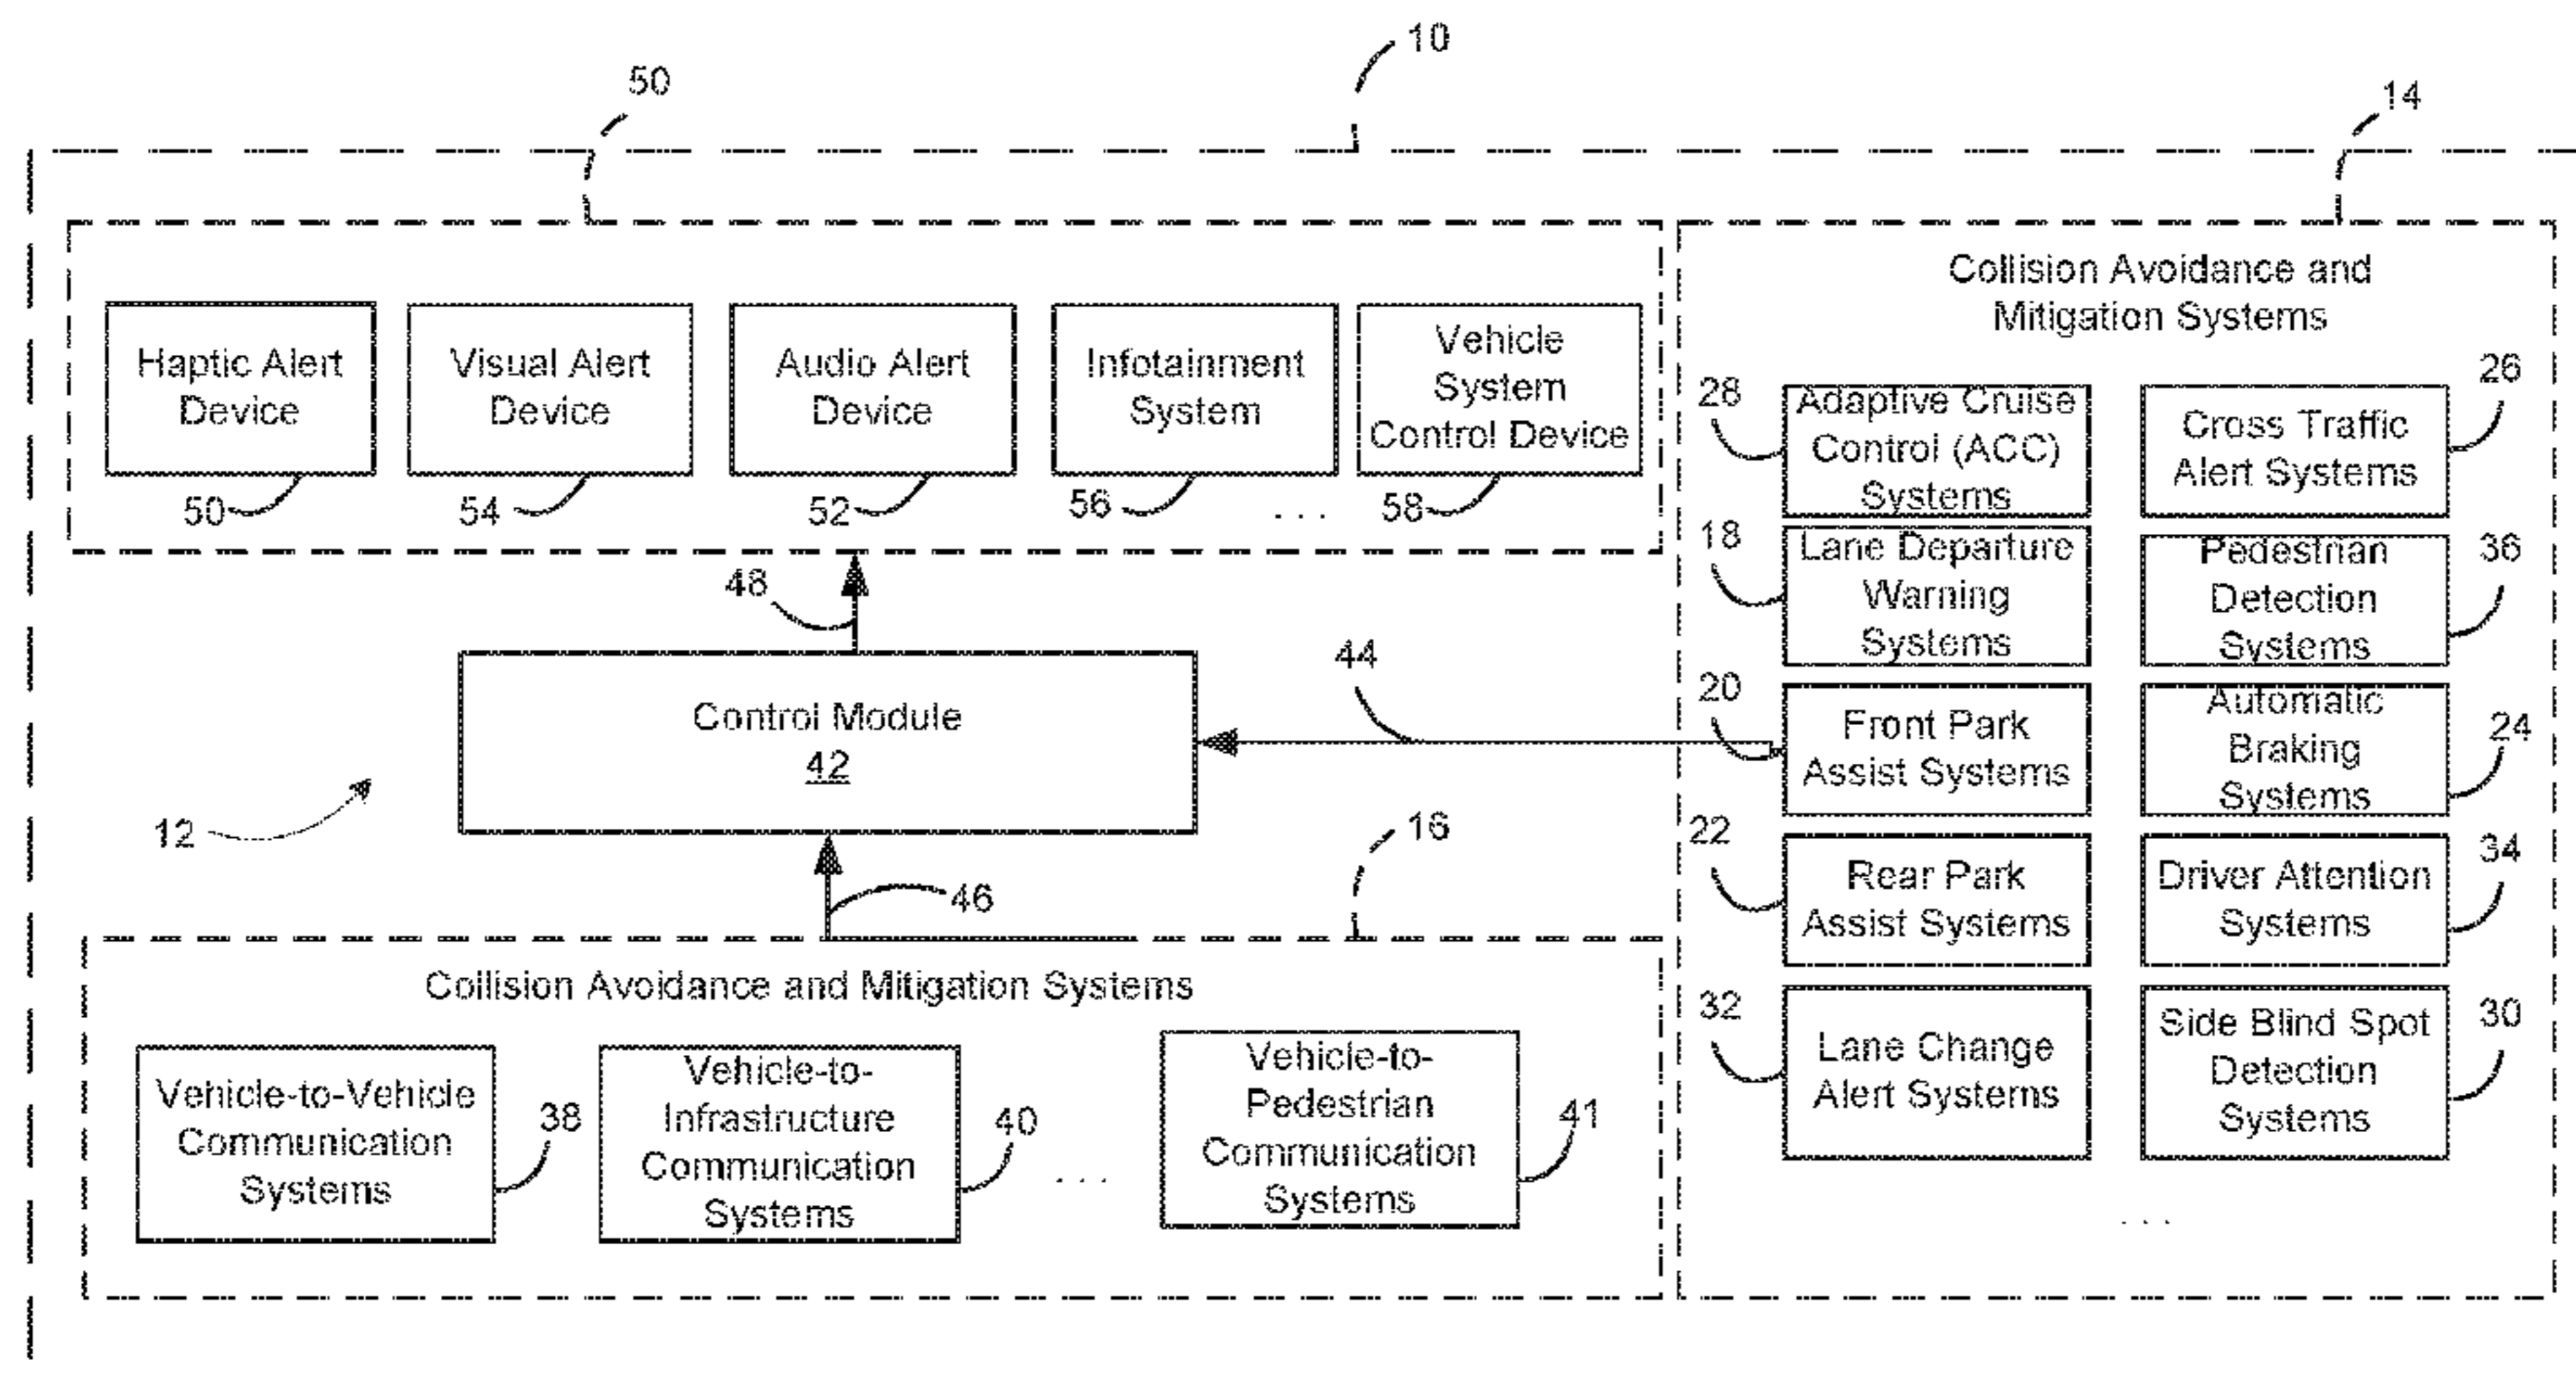 10
50
14
Haptic Alert
Device
50
Visual Alert
Device
54
Audio Alert
Device
52
Infotainment
System
56
. . .
Vehicle
System
Control Device
58
48
Control Module
42
44
12
46
16
Collision Avoidance and Mitigation Systems
Vehicle-to-Vehicle
Communication
Systems
38
Vehicle-to-
Infrastructure
Communication
Systems
40
. . .
Vehicle-to-
Pedestrian
Communication
Systems
41
Collision Avoidance and
Mitigation Systems
28
Adaptive Cruise
Control (ACC)
Systems
Cross Traffic
Alert Systems
26
18
Lane Departure
Warning
Systems
Pedestrian
Detection
Systems
36
20
Front Park
Assist Systems
Automatic
Braking
Systems
24
22
Rear Park
Assist Systems
Driver Attention
Systems
34
32
Lane Change
Alert Systems
Side Blind Spot
Detection
Systems
30
. . .